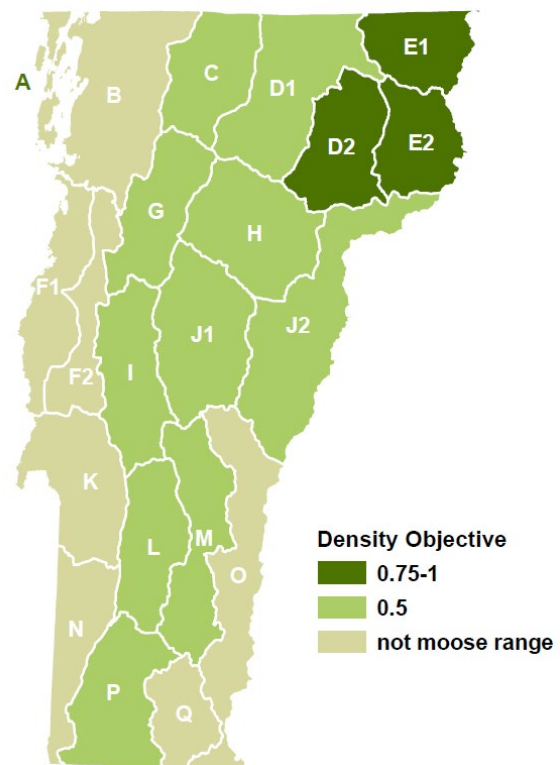 A
B
C
D1
E1
D2
E2
G
H
F1
J1
J2
I
F2
K
L
M
O
N
P
Q
Density Objective
0.75-1
0.5
not moose range